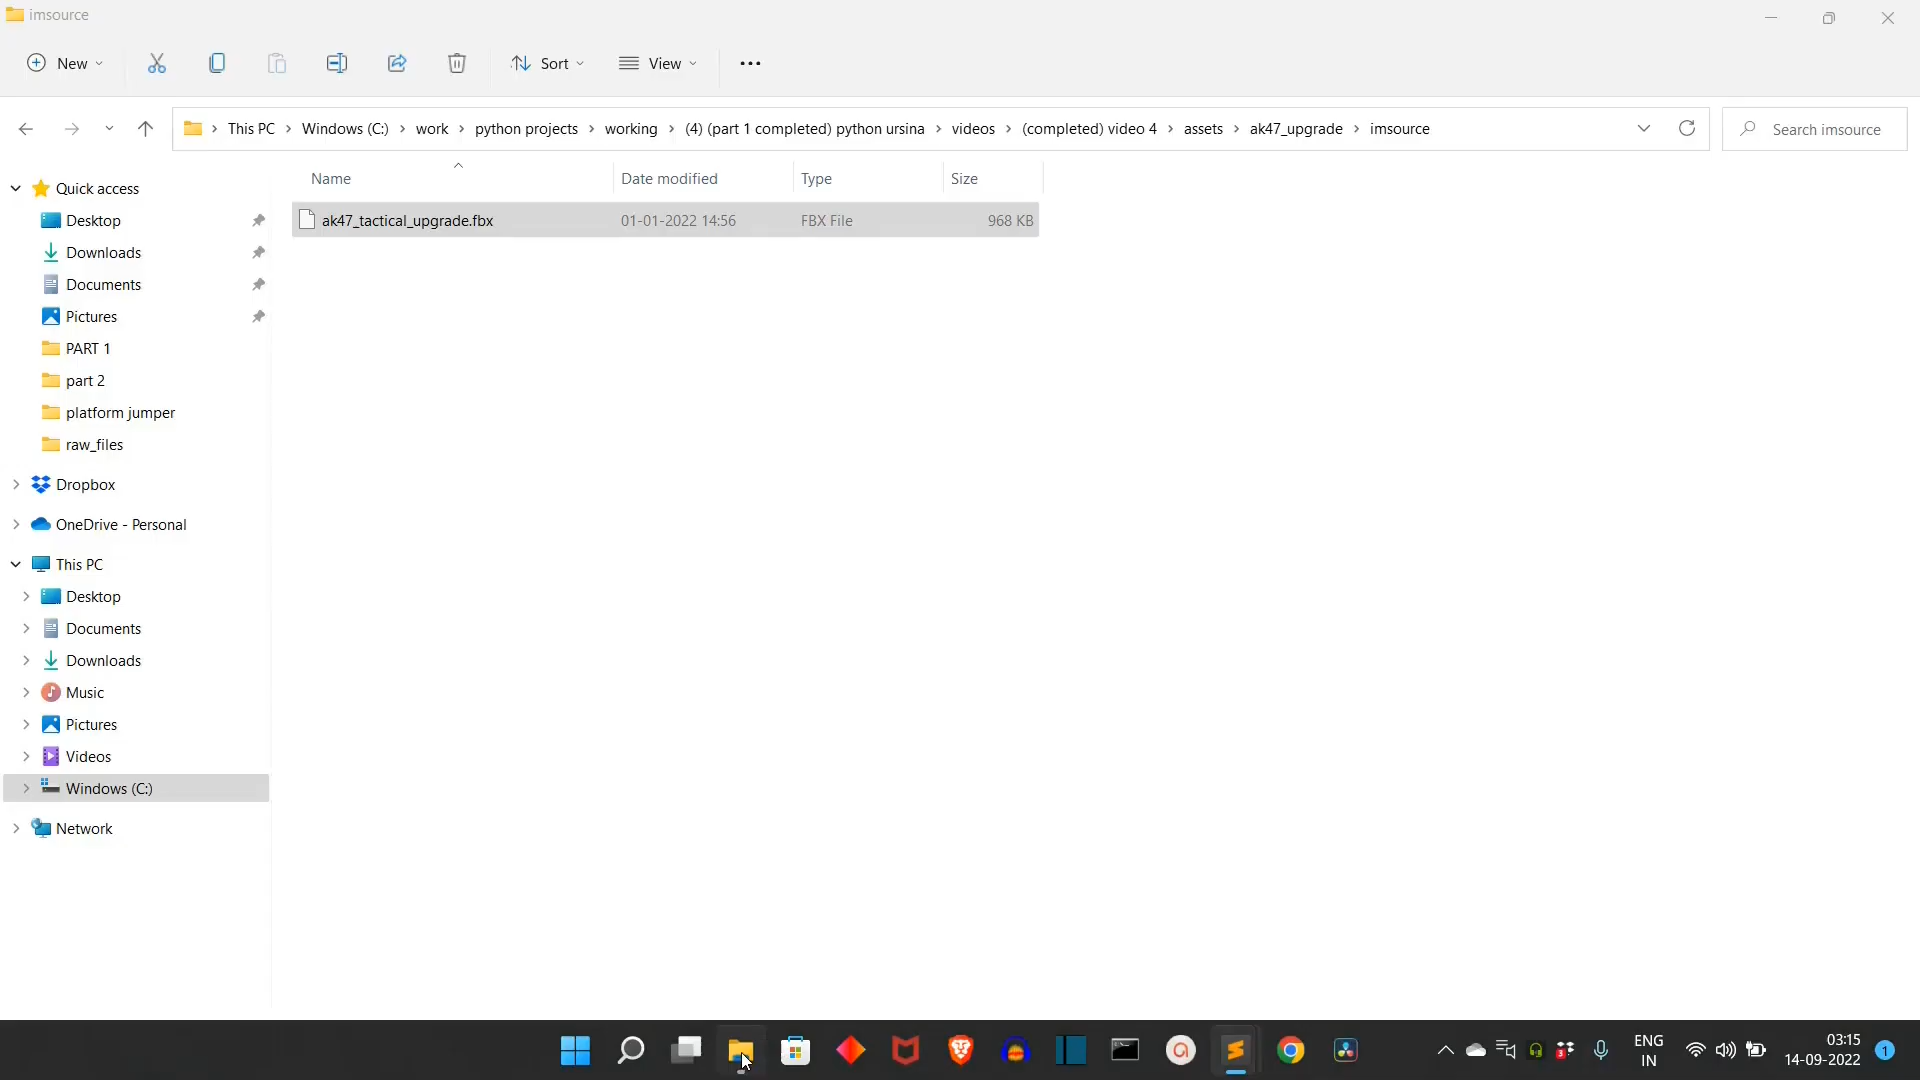 imsource
New
Sort
View
This PC
Windows (C:)
work
python projects
working
(4) (part 1 completed) python ursina
videos
(completed) video 4
assets
ak47_upgrade
imsource
Search imsource
Name
Date modified
Type
Size
ak47_tactical_upgrade.fbx
01-01-2022 14:56
FBX File
968 KB
Quick access
Desktop
Downloads
Documents
Pictures
PART 1
part 2
platform jumper
raw_files
Dropbox
OneDrive - Personal
This PC
Desktop
Documents
Downloads
Music
Pictures
Videos
Windows (C:)
Network
3
ENG
IN
03:15
14-09-2022
1